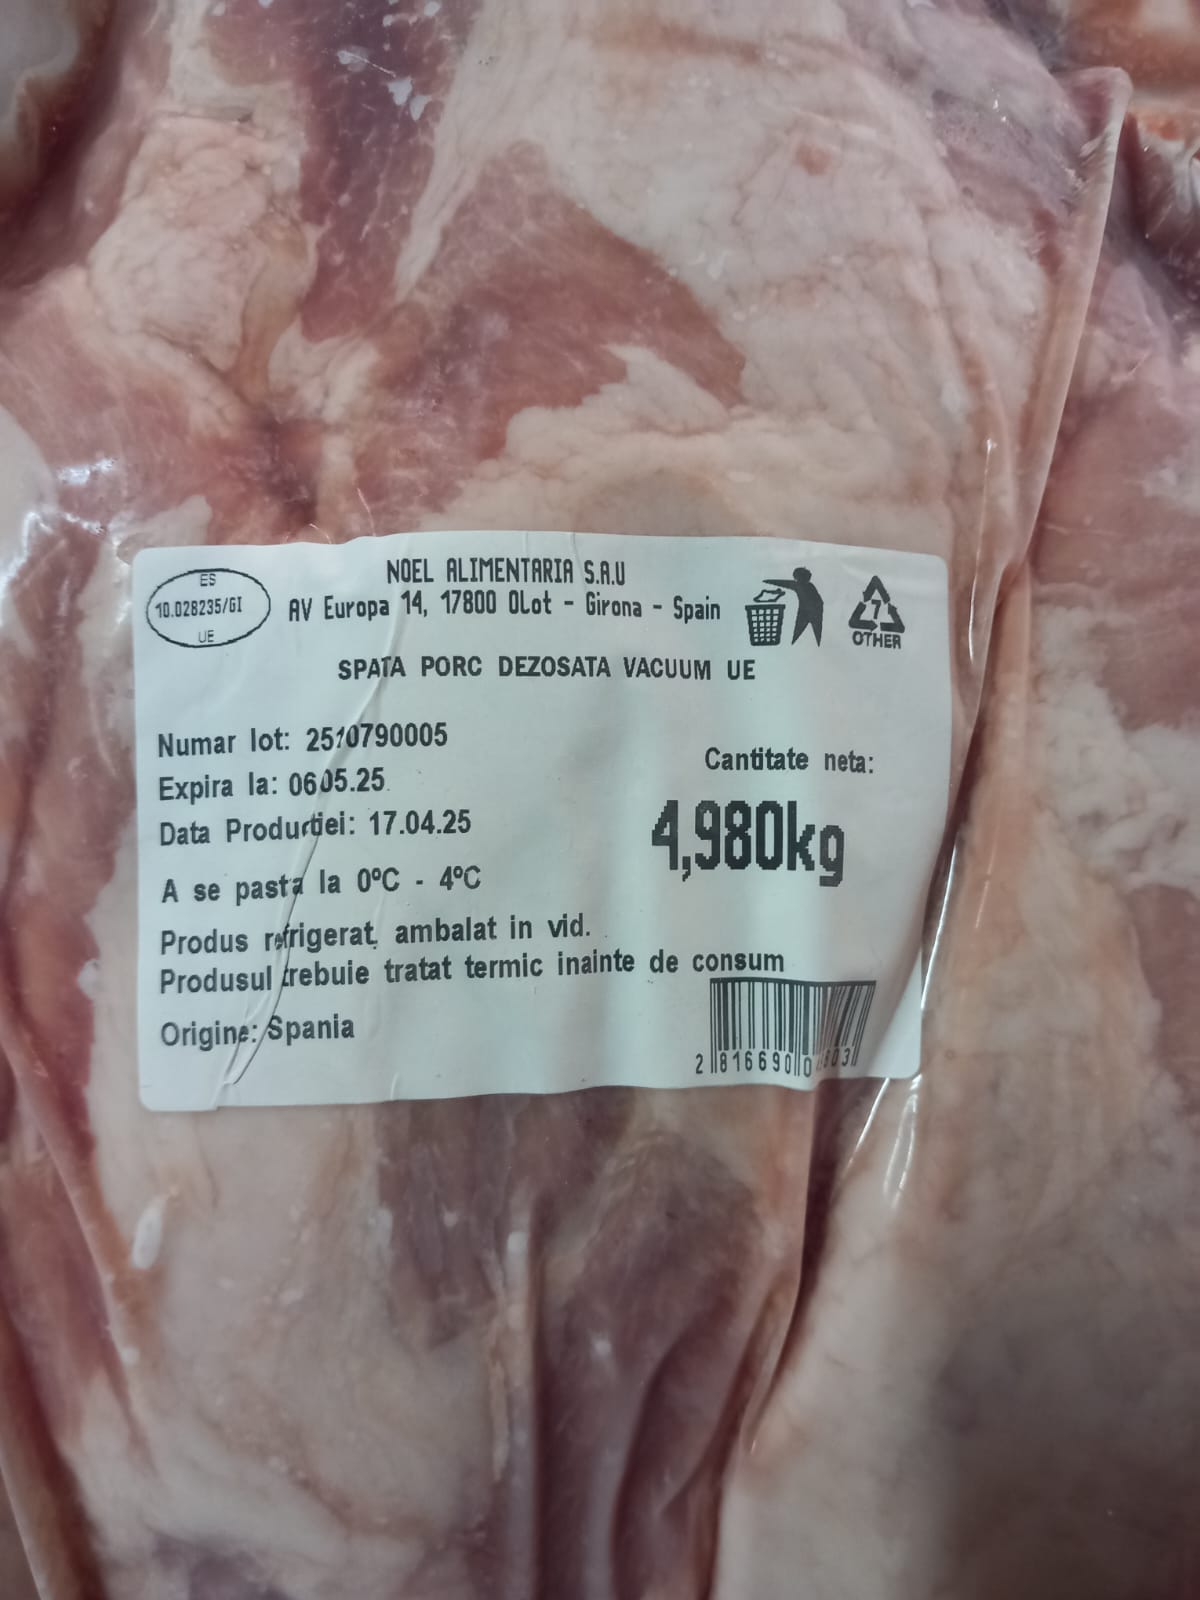 ES
10.028235/GI
UE
NOEL ALIMENTARIA S.A.U
AV Europa 14, 17800 OLot - Girona - Spain
7
OTHER
SPATA PORC DEZOSATA VACUUM UE
Numar lot: 2510790005
Expira la: 06.05.25
Data Productiei: 17.04.25
Cantitate neta:
4,980kg
A se pasta la 0ºC - 4ºC
Produs refrigerat, ambalat in vid.
Produsul trebuie tratat termic inainte de consum
Origine: Spania